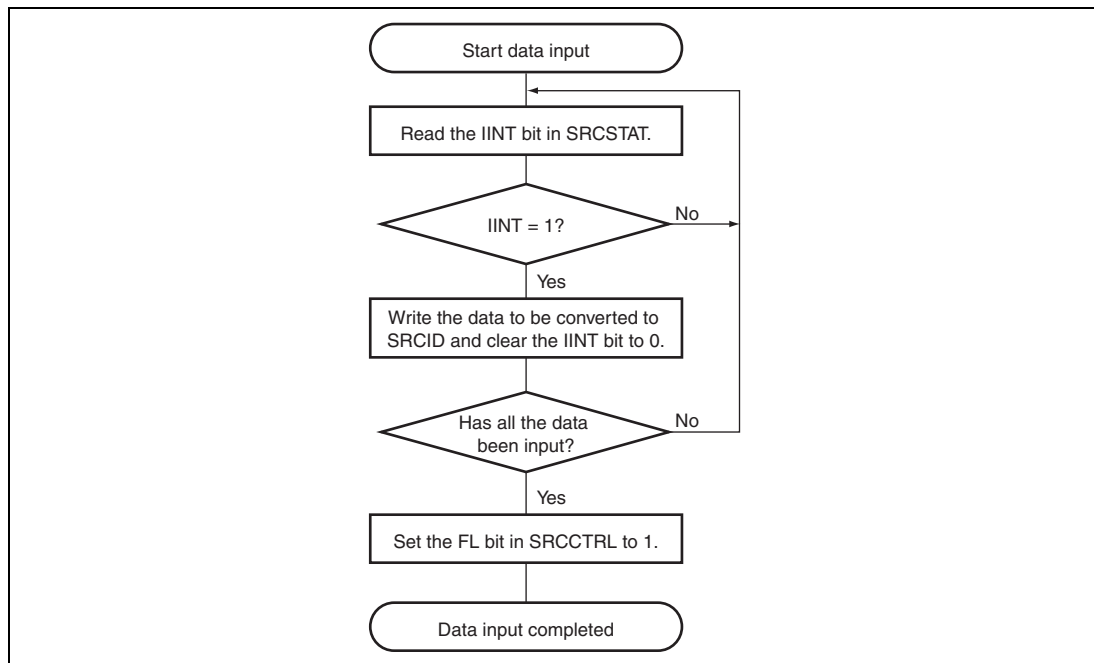 Start data input
Read the IINT bit in SRCSTAT.
IINT = 1?
No
Yes
Write the data to be converted to
SRCID and clear the IINT bit to 0.
Has all the data
been input?
No
Yes
Set the FL bit in SRCCTRL to 1.
Data input completed